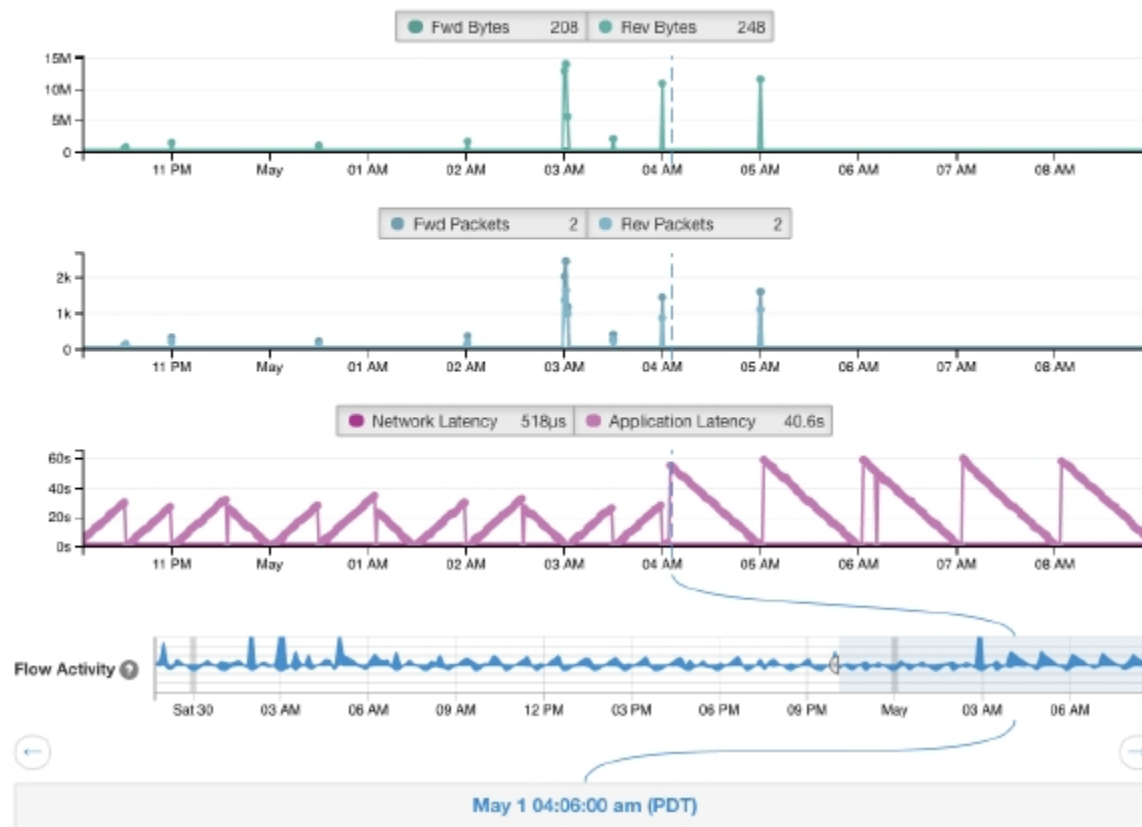 Fwd Bytes 208 Rev Bytes 248
15M
10M
5M
0
11 PM May 01 AM 02 AM 03 AM 04 AM 05 AM 06 AM 07 AM 08 AM
Fwd Packets 2 Rev Packets 2
2k
1k
0
11 PM May 01 AM 02 AM 03 AM 04 AM 05 AM 06 AM 07 AM 08 AM
Network Latency 518µs Application Latency 40.6s
60s
40s
20s
0s
11 PM May 01 AM 02 AM 03 AM 04 AM 05 AM 06 AM 07 AM 08 AM
Flow Activity ?
Sat 30 03 AM 06 AM 09 AM 12 PM 03 PM 06 PM 09 PM May 03 AM 06 AM
May 1 04:06:00 am (PDT)